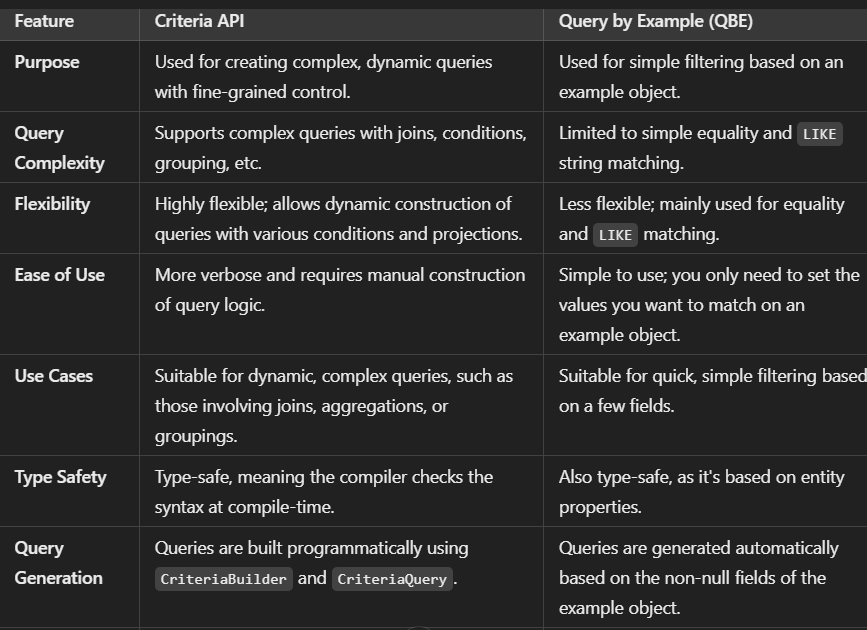 Feature Criteria API Query by Example (QBE)
Purpose Used for creating complex, dynamic queries Used for simple filtering based on an
with fine-grained control. example object.
Query Supports complex queries with joins, conditions, Limited to simple equality and LIKE
Complexity grouping, etc. string matching.
Flexibility Highly flexible; allows dynamic construction of Less flexible; mainly used for equality
queries with various conditions and projections. and LIKE matching.
Ease of Use More verbose and requires manual construction Simple to use; you only need to set the
of query logic. values you want to match on an
example object.
Use Cases Suitable for dynamic, complex queries, such as Suitable for quick, simple filtering based
those involving joins, aggregations, or on a few fields.
groupings.
Type Safety Type-safe, meaning the compiler checks the Also type-safe, as it's based on entity
syntax at compile-time. properties.
Query Queries are built programmatically using Queries are generated automatically
Generation CriteriaBuilder and CriteriaQuery. based on the non-null fields of the
example object.